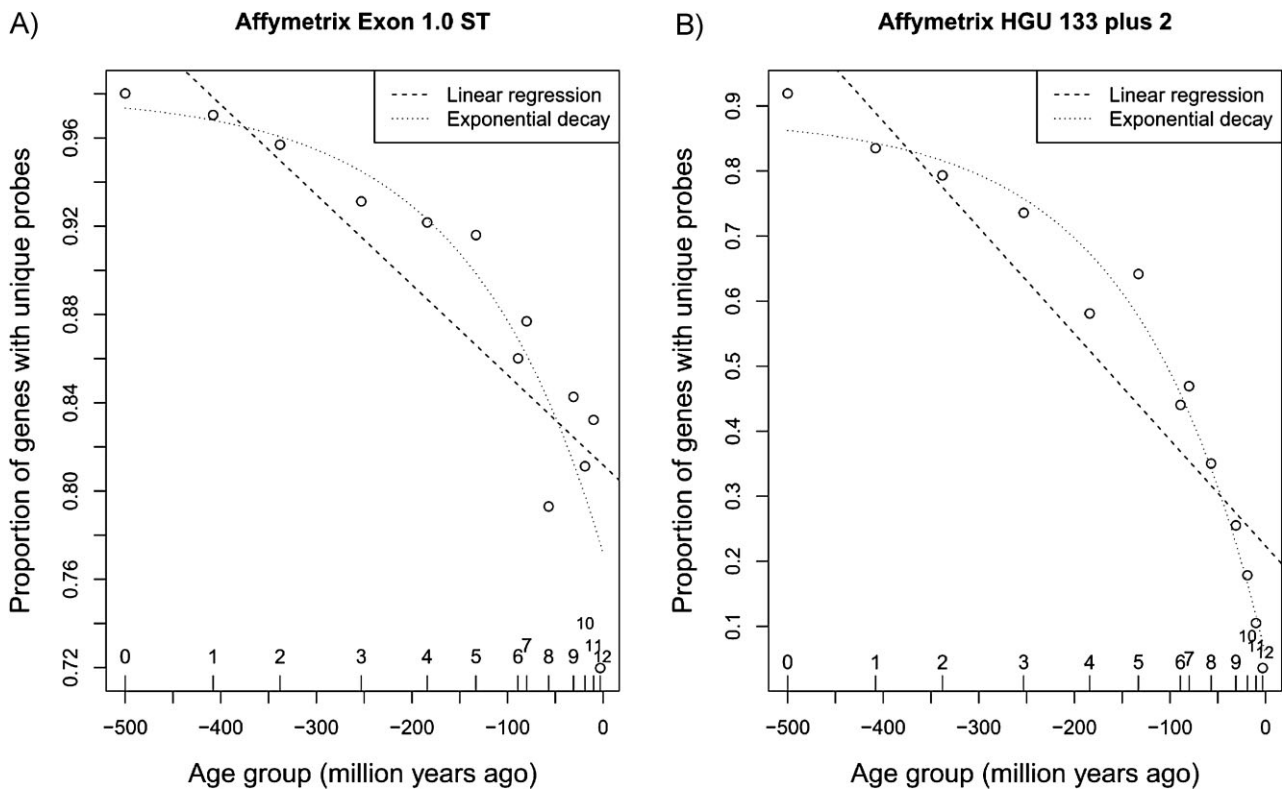 A)
Affymetrix Exon 1.0 ST
Linear regression
Exponential decay
Proportion of genes with unique probes
0.96
0.92
0.88
0.84
0.80
0.76
0.72
0 1 2 3 4 5 6 7 8 9 10 11 12
−500 −400 −300 −200 −100 0
Age group (million years ago)
B)
Affymetrix HGU 133 plus 2
Linear regression
Exponential decay
Proportion of genes with unique probes
0.9
0.8
0.7
0.6
0.5
0.4
0.3
0.2
0.1
0 1 2 3 4 5 6 7 8 9 10 11 12
−500 −400 −300 −200 −100 0
Age group (million years ago)